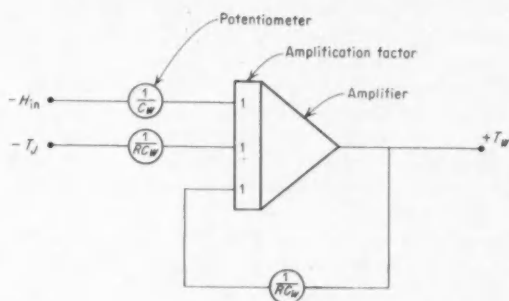 Potentiometer
Amplification factor
Amplifier
- H_in
1/C_w
1
- T_J
1/RC_w
1
+ T_w
1
1/RC_w